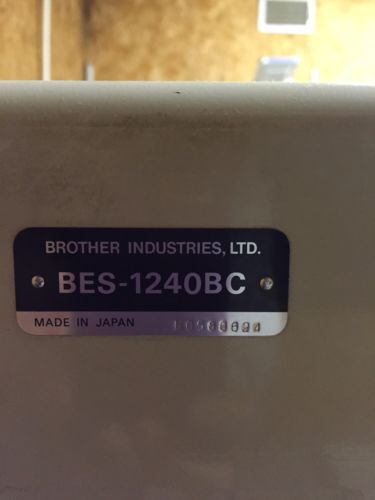 BROTHER INDUSTRIES, LTD.
BES-1240BC
MADE IN JAPAN